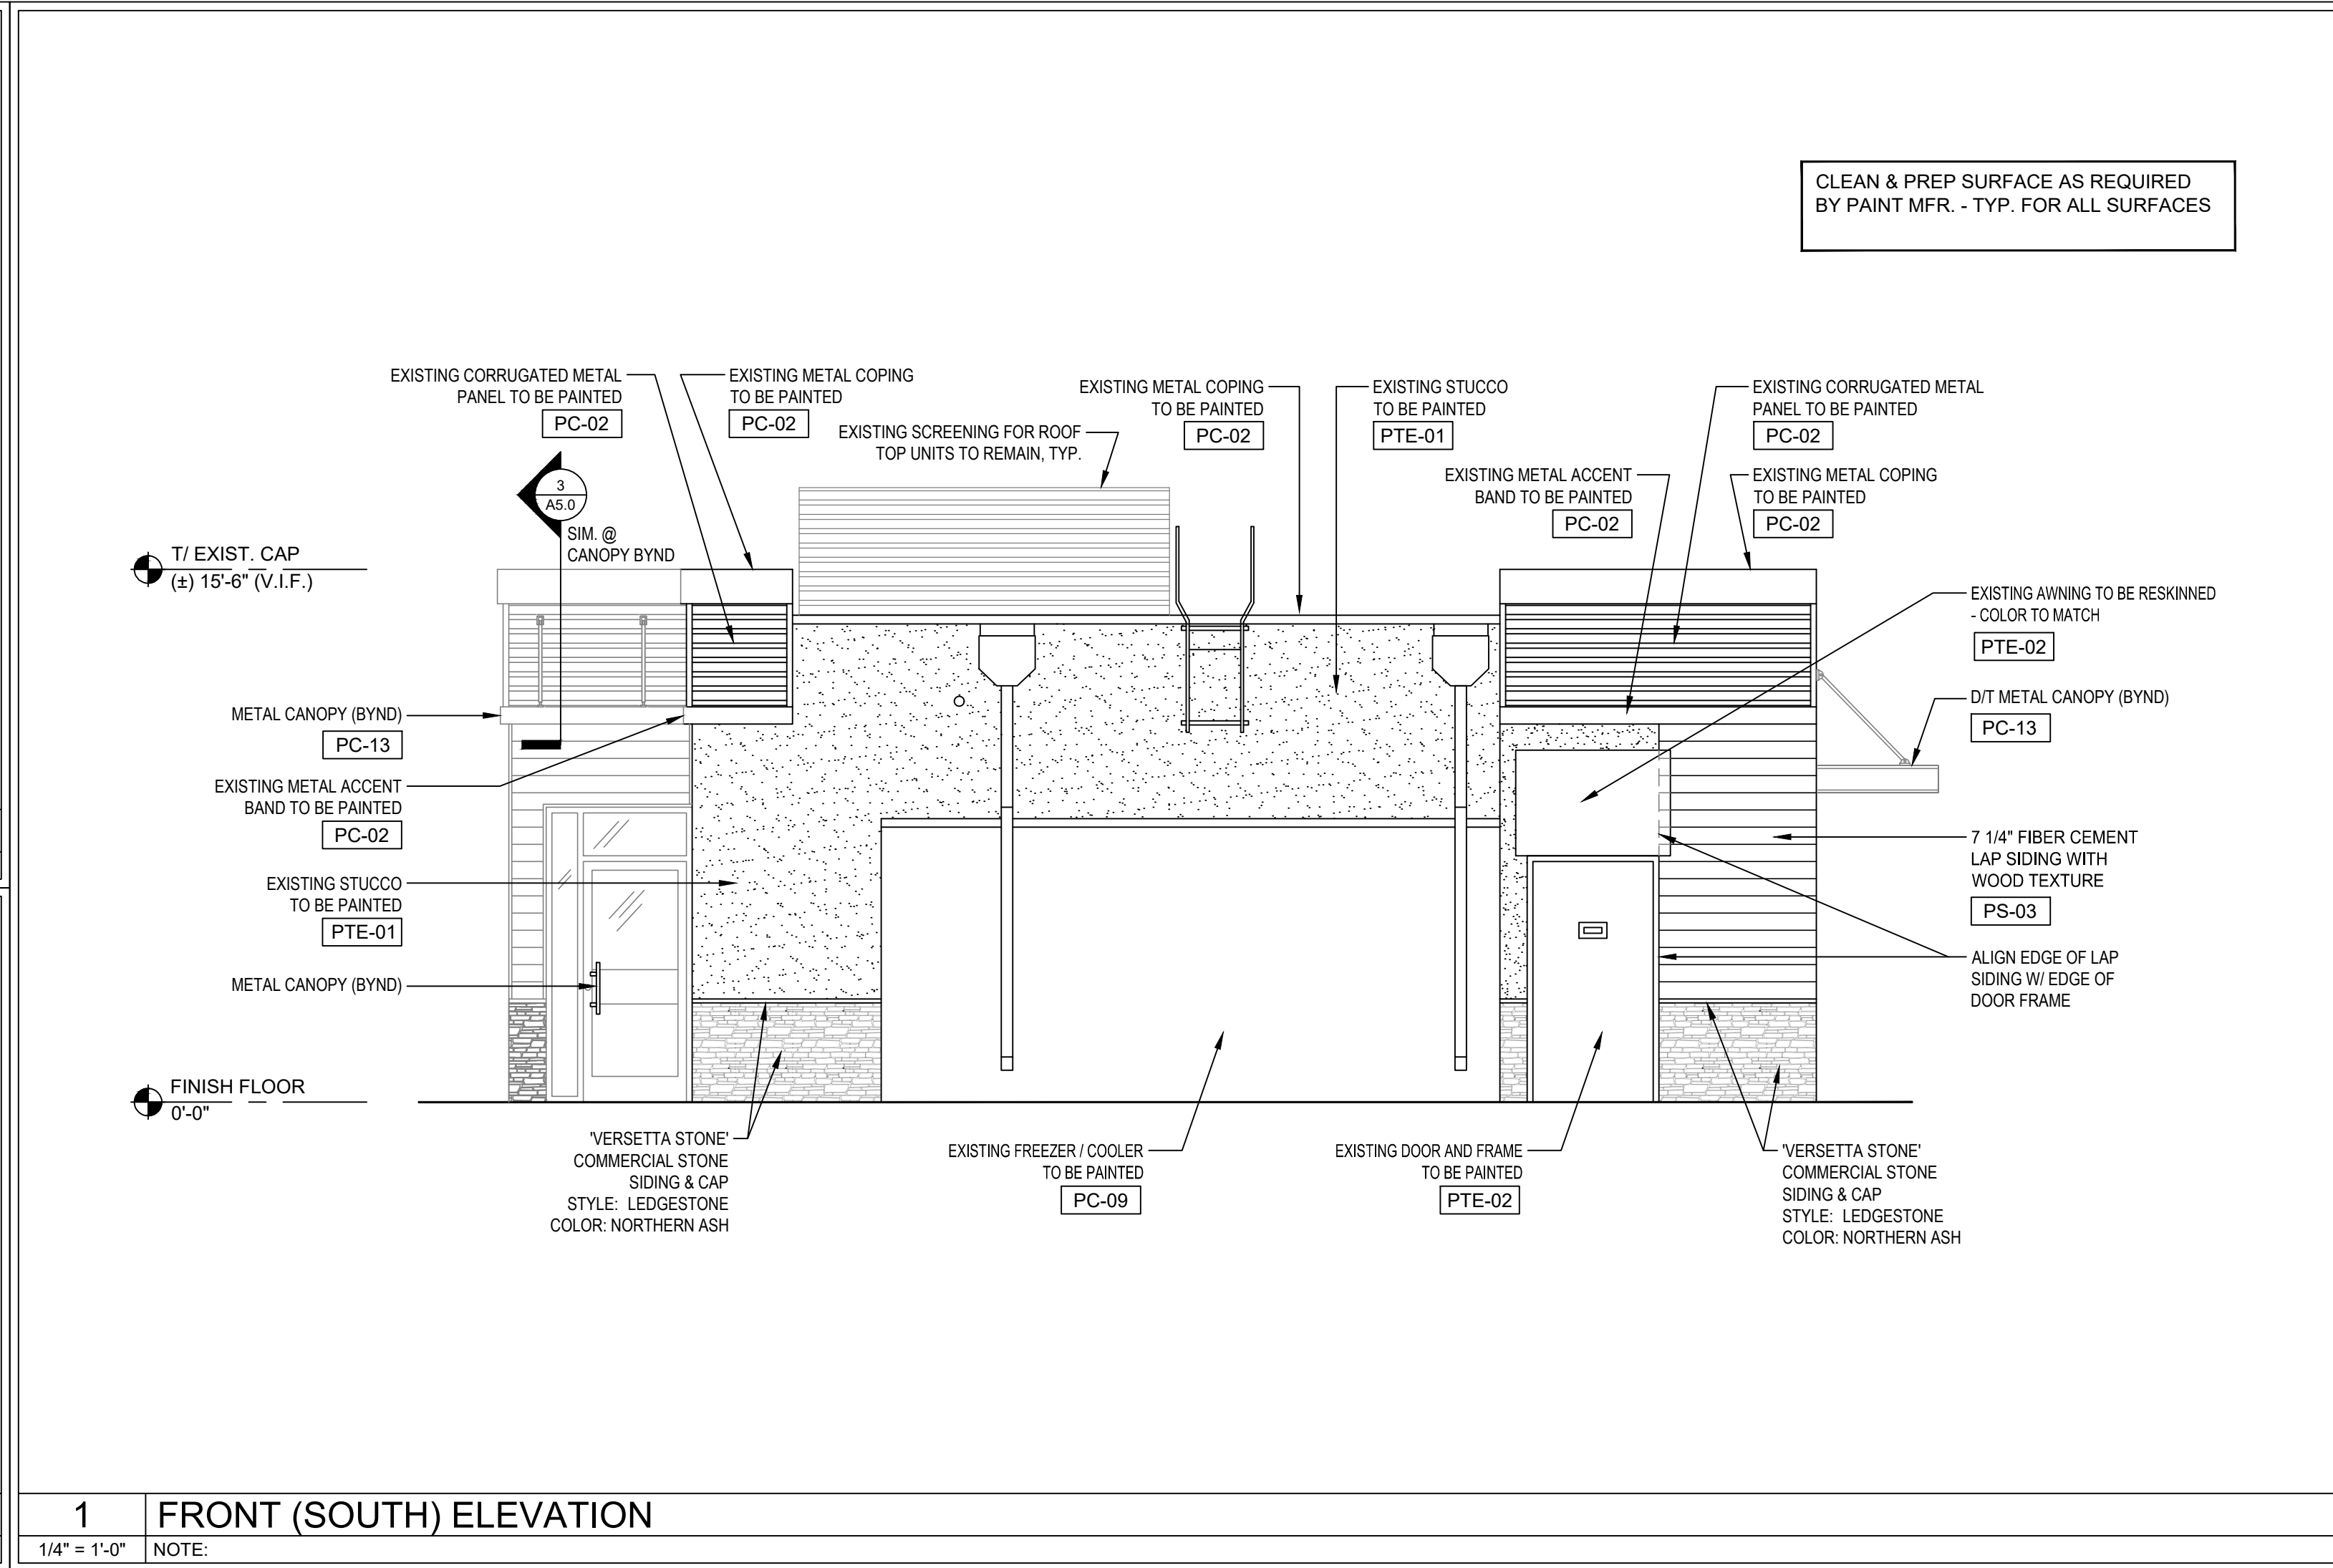 CLEAN & PREP SURFACE AS REQUIRED
BY PAINT MFR. - TYP. FOR ALL SURFACES
EXISTING CORRUGATED METAL
PANEL TO BE PAINTED
PC-02
EXISTING METAL COPING
TO BE PAINTED
PC-02
EXISTING SCREENING FOR ROOF
TOP UNITS TO REMAIN, TYP.
EXISTING METAL COPING
TO BE PAINTED
PC-02
EXISTING STUCCO
TO BE PAINTED
PTE-01
EXISTING METAL ACCENT
BAND TO BE PAINTED
PC-02
EXISTING CORRUGATED METAL
PANEL TO BE PAINTED
PC-02
EXISTING METAL COPING
TO BE PAINTED
PC-02
3
A5.0
SIM. @
CANOPY BYND
T/ EXIST. CAP
(±) 15'-6" (V.I.F.)
EXISTING AWNING TO BE RESKINNED
- COLOR TO MATCH
PTE-02
D/T METAL CANOPY (BYND)
PC-13
METAL CANOPY (BYND)
PC-13
EXISTING METAL ACCENT
BAND TO BE PAINTED
PC-02
EXISTING STUCCO
TO BE PAINTED
PTE-01
METAL CANOPY (BYND)
7 1/4" FIBER CEMENT
LAP SIDING WITH
WOOD TEXTURE
PS-03
ALIGN EDGE OF LAP
SIDING W/ EDGE OF
DOOR FRAME
FINISH FLOOR
0'-0"
'VERSETTA STONE'
COMMERCIAL STONE
SIDING & CAP
STYLE: LEDGESTONE
COLOR: NORTHERN ASH
EXISTING FREEZER / COOLER
TO BE PAINTED
PC-09
EXISTING DOOR AND FRAME
TO BE PAINTED
PTE-02
'VERSETTA STONE'
COMMERCIAL STONE
SIDING & CAP
STYLE: LEDGESTONE
COLOR: NORTHERN ASH
1
FRONT (SOUTH) ELEVATION
1/4" = 1'-0"
NOTE: